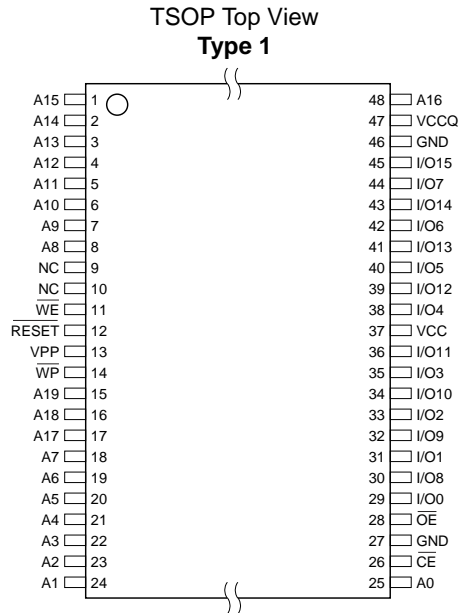 TSOP Top View
Type 1
A15 1 48 A16
A14 2 47 VCCQ
A13 3 46 GND
A12 4 45 I/O15
A11 5 44 I/O7
A10 6 43 I/O14
A9 7 42 I/O6
A8 8 41 I/O13
NC 9 40 I/O5
NC 10 39 I/O12
WE 11 38 I/O4
RESET 12 37 VCC
VPP 13 36 I/O11
WP 14 35 I/O3
A19 15 34 I/O10
A18 16 33 I/O2
A17 17 32 I/O9
A7 18 31 I/O1
A6 19 30 I/O8
A5 20 29 I/O0
A4 21 28 OE
A3 22 27 GND
A2 23 26 CE
A1 24 25 A0